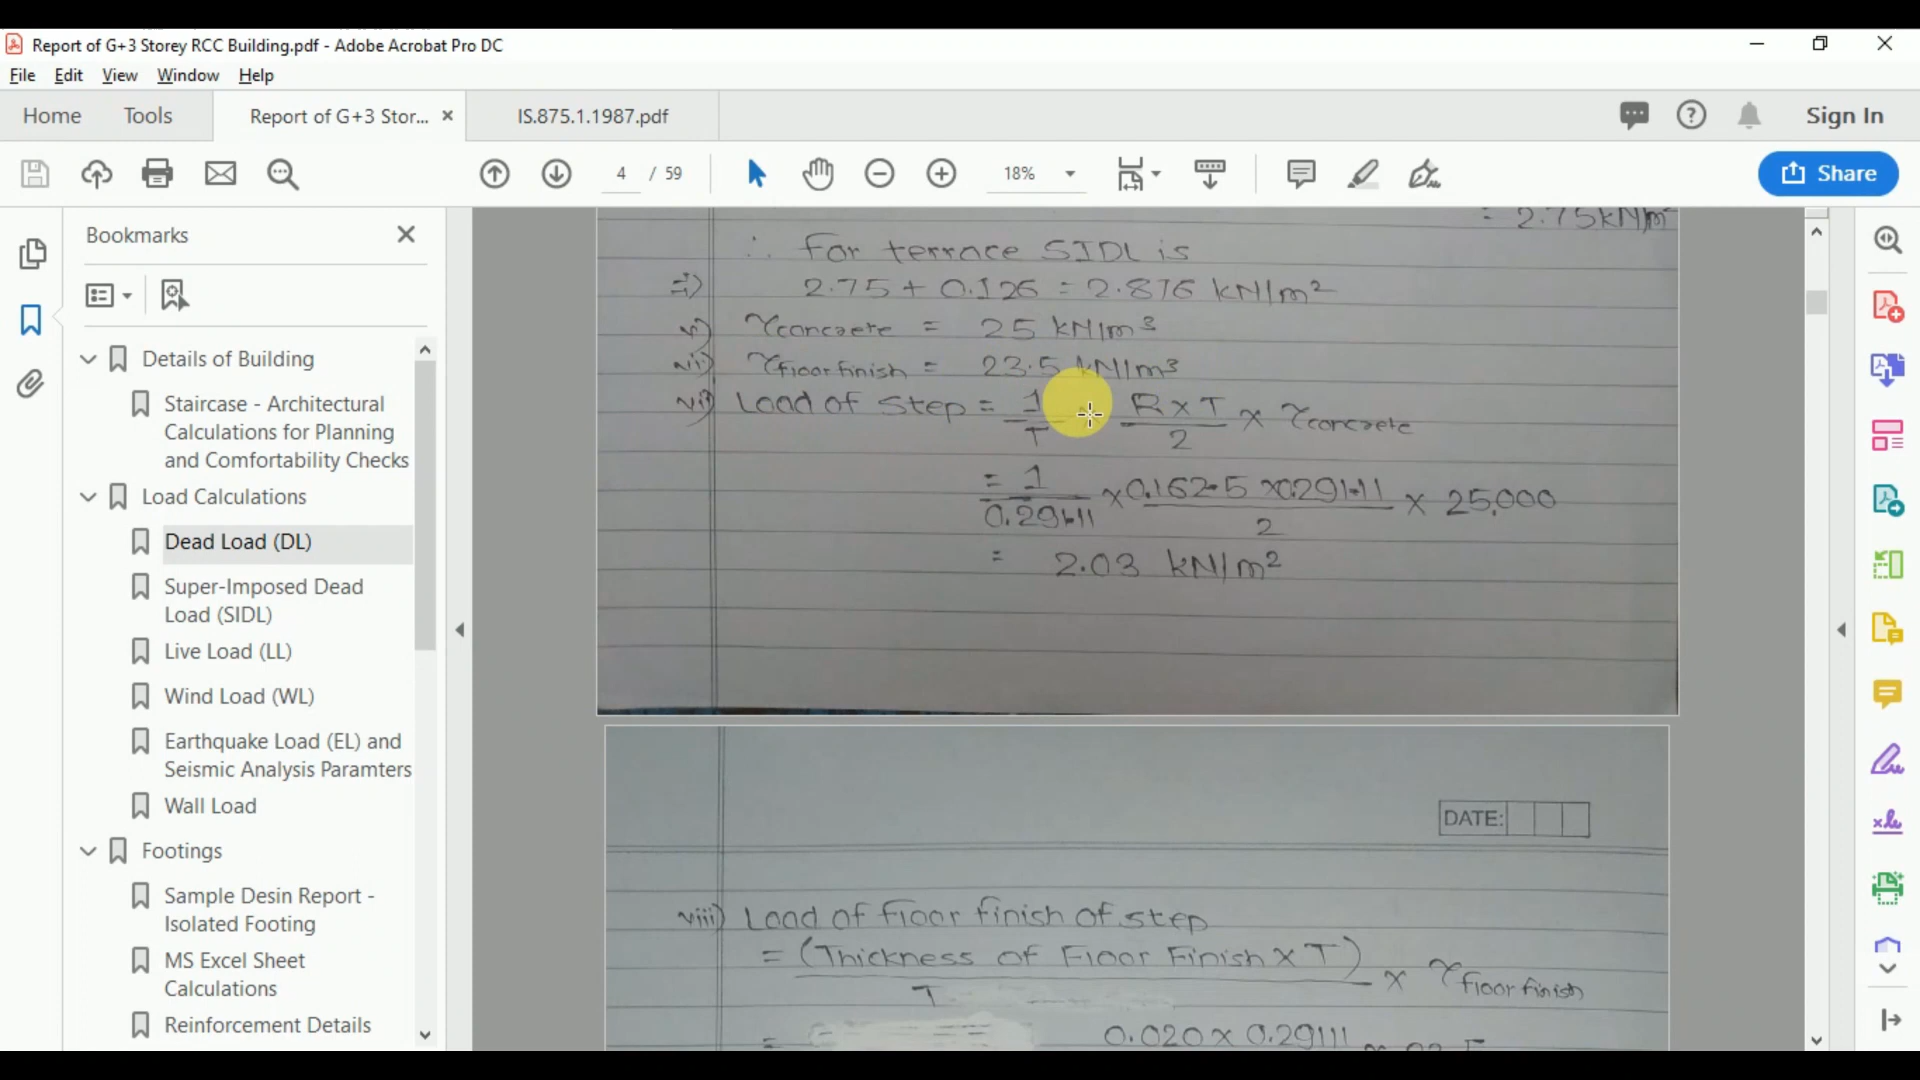 Report of G+3 Storey RCC Building.pdf - Adobe Acrobat Pro DC
File Edit View Window Help
Home Tools Report of G+3 Stor... × IS.875.1.1987.pdf Sign In
4 / 59 18% Share
Bookmarks
Details of Building
Staircase - Architectural
Calculations for Planning
and Comfortability Checks
Load Calculations
Dead Load (DL)
Super-Imposed Dead
Load (SIDL)
Live Load (LL)
Wind Load (WL)
Earthquake Load (EL) and
Seismic Analysis Paramters
Wall Load
Footings
Sample Desin Report -
Isolated Footing
MS Excel Sheet
Calculations
Reinforcement Details
= 2.75 kN/m²
∴ For terrace SIDL is
2.75 + 0.126 = 2.876 kN/m²
v) γconcrete = 25 kN/m³
γfloor finish = 23.5 kN/m³
Load of Step = 1/T × R×T/2 × γconcrete
= 1/0.29111 × 0.1625 × 0.29111/2 × 25,000
= 2.03 kN/m²
DATE:
viii) Load of floor finish of step
= (Thickness of Floor Finish × T)/T × γfloor finish
= 0.020 × 0.29111